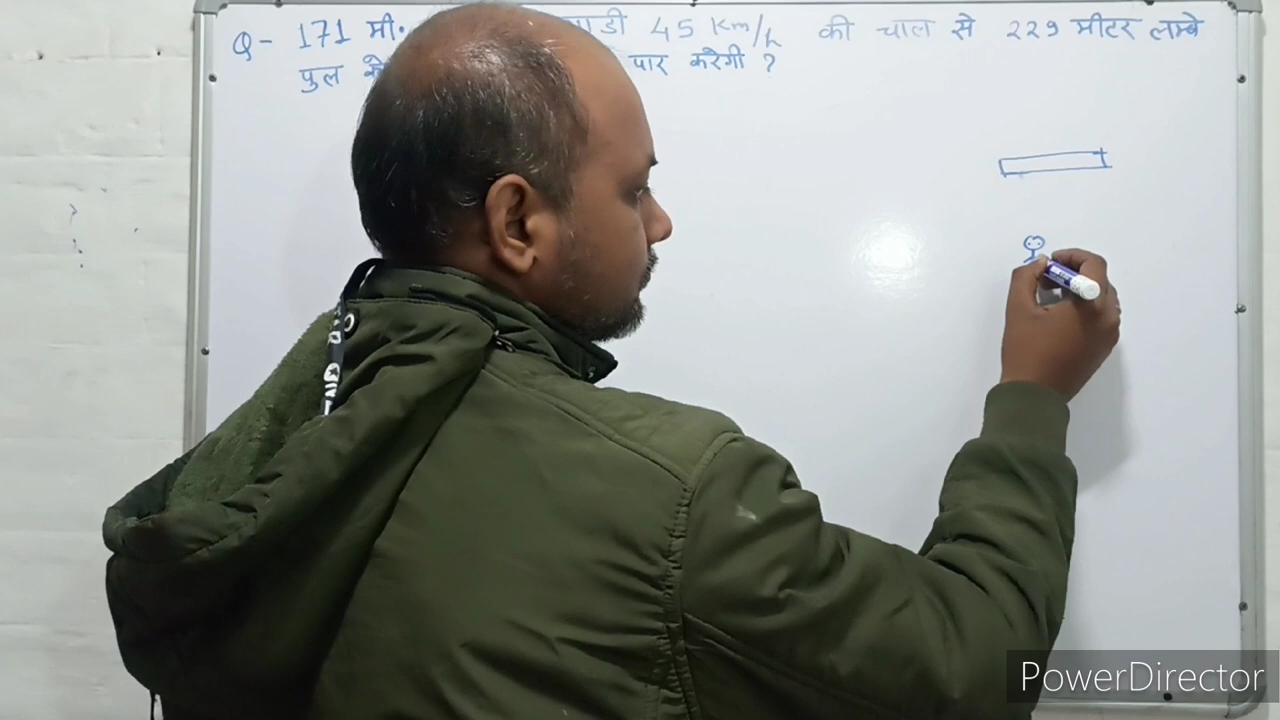 Q- 171 मी. गाडी 45 Km/h की चाल से 229 मीटर लम्बे
पुल को पार करेगी ?
PowerDirector